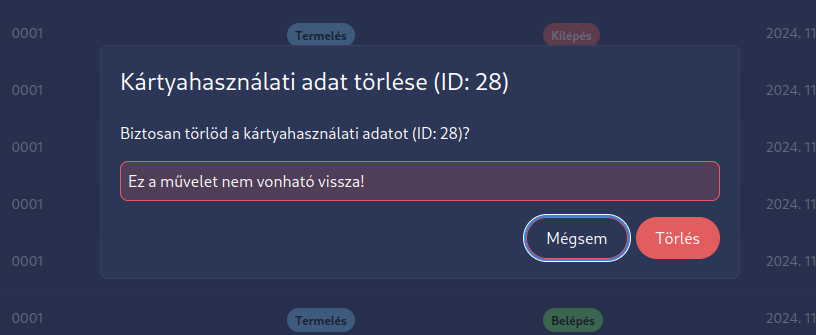 0001 Termelés Kilépés 2024. 11
Kártyahasználati adat törlése (ID: 28)
0001 2024. 11
Biztosan törlöd a kártyahasználati adatot (ID: 28)?
0001 2024. 11
Ez a művelet nem vonható vissza!
0001 2024. 11
Mégsem Törlés
0001 2024. 11
0001 Termelés Belépés 2024. 11